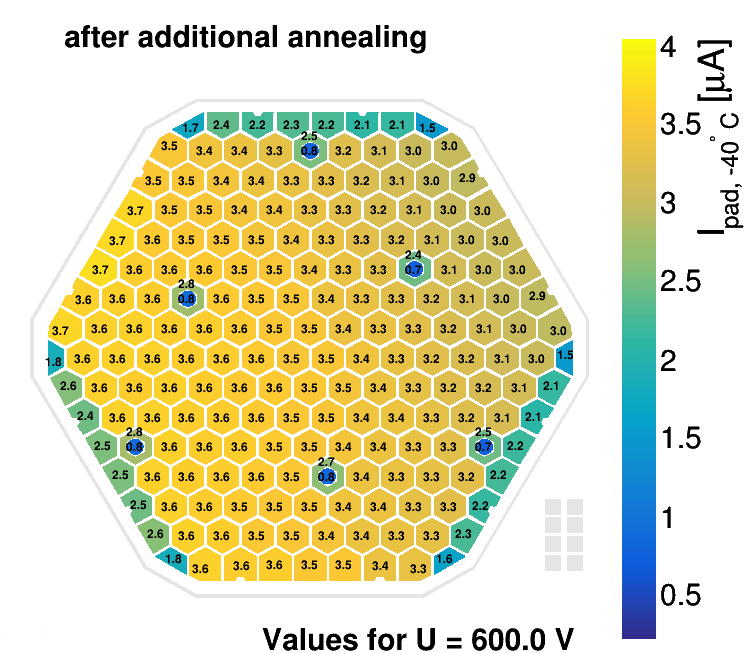 after additional annealing
1.7 2.4 2.2 2.3 2.2 2.1 2.1 1.5
2.5
3.5 3.4 3.4 3.3 0.8 3.2 3.1 3.0 3.0
3.5 3.5 3.4 3.4 3.3 3.3 3.2 3.1 3.0 2.9
3.7 3.5 3.5 3.4 3.4 3.3 3.3 3.2 3.1 3.0 3.0
3.7 3.6 3.5 3.5 3.5 3.4 3.3 3.3 3.2 3.1 3.0 3.0
2.4
3.7 3.6 3.6 3.6 3.5 3.5 3.4 3.3 3.3 0.7 3.1 3.0 3.0
2.8
3.6 3.6 3.6 0.8 3.6 3.5 3.5 3.4 3.3 3.3 3.2 3.1 3.0 2.9
3.7 3.6 3.6 3.6 3.6 3.6 3.5 3.5 3.4 3.3 3.3 3.2 3.1 3.0 3.0
1.8 3.6 3.6 3.6 3.6 3.6 3.5 3.5 3.5 3.4 3.3 3.2 3.2 3.1 3.0 1.5
2.6 3.6 3.6 3.6 3.6 3.6 3.5 3.5 3.4 3.4 3.3 3.2 3.2 3.1 2.1
2.4 3.6 3.6 3.6 3.6 3.6 3.5 3.5 3.4 3.4 3.3 3.2 3.1 2.1
2.8 2.5
2.5 0.8 3.6 3.6 3.6 3.5 3.5 3.4 3.4 3.3 3.3 0.7 2.2
2.7
2.5 3.6 3.6 3.6 3.6 3.5 0.8 3.4 3.3 3.3 3.2 2.2
2.5 3.6 3.6 3.5 3.5 3.5 3.4 3.4 3.3 3.3 2.2
2.6 3.6 3.6 3.6 3.5 3.4 3.4 3.3 3.3 2.3
1.8 3.6 3.6 3.6 3.5 3.5 3.4 3.3 1.6
Values for U = 600.0 V
4
3.5
3
2.5
2
1.5
1
0.5
I pad, -40° C [μA]